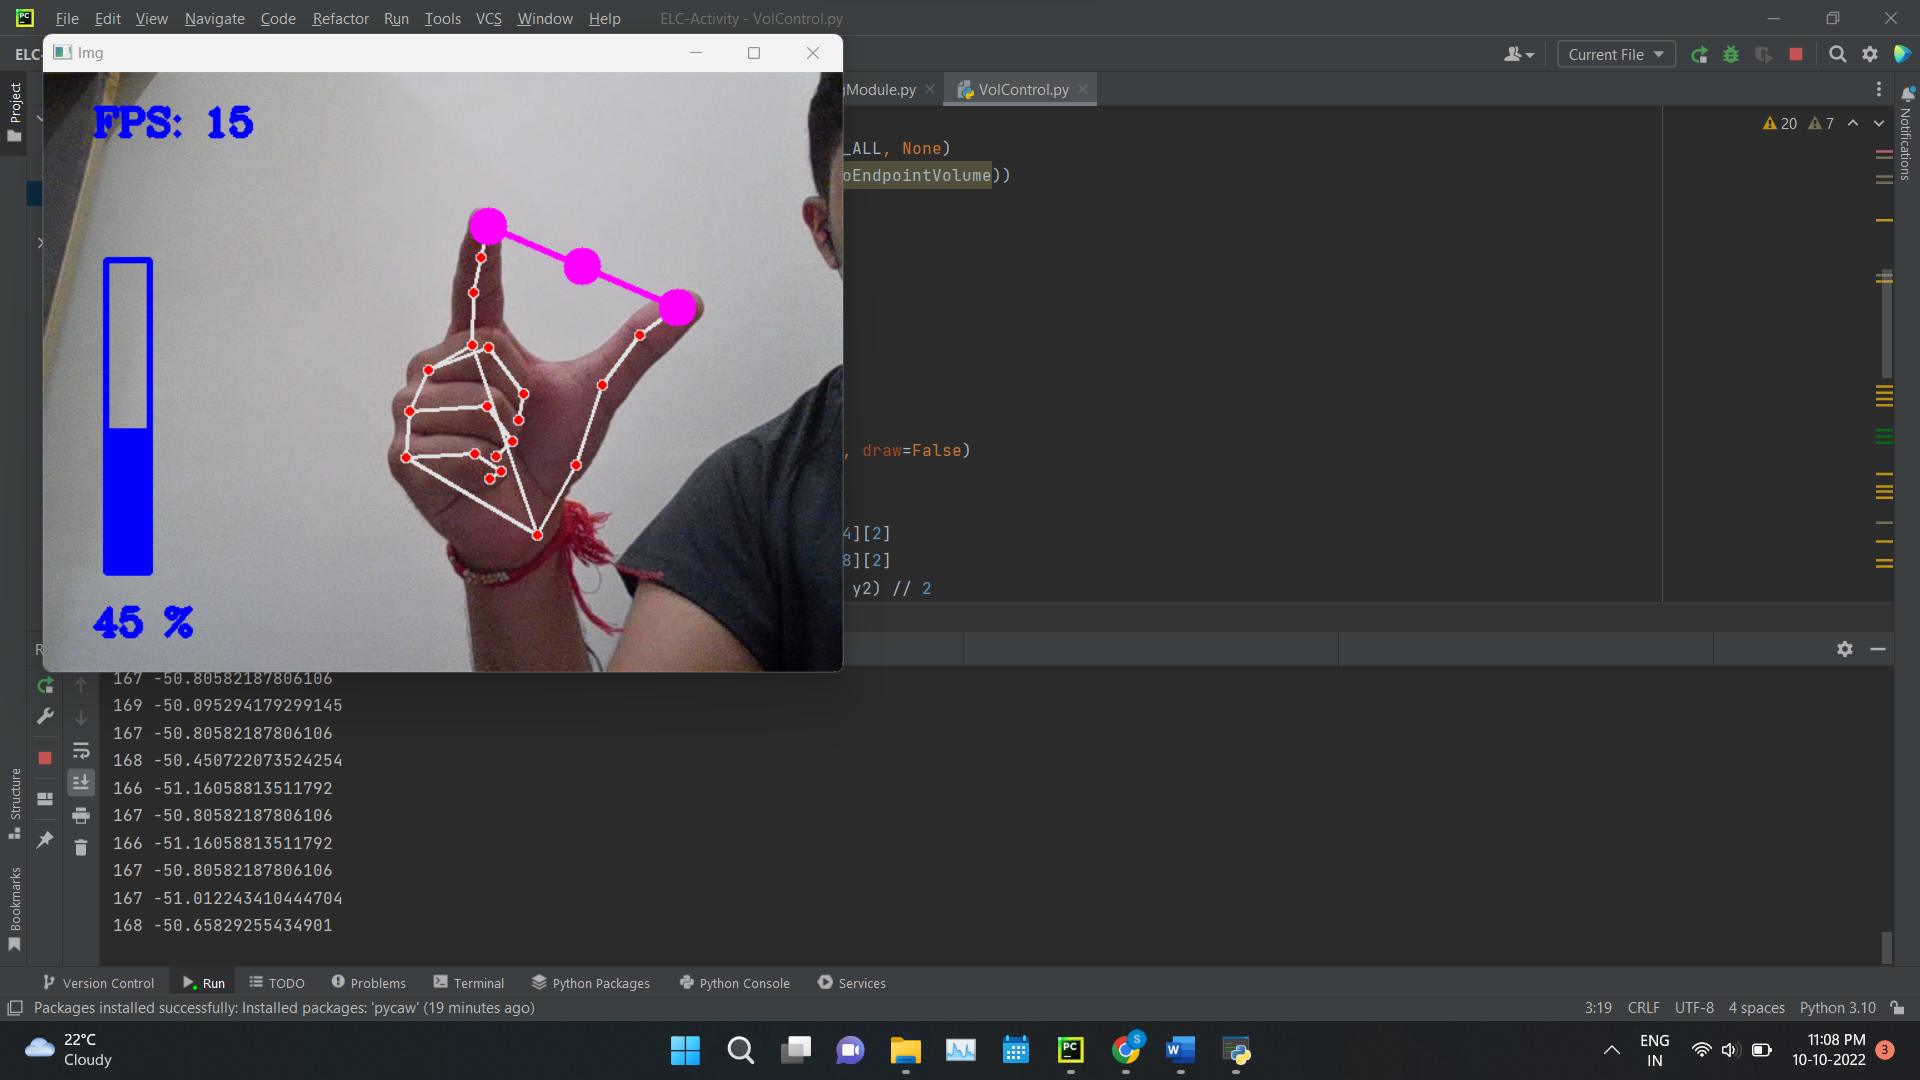 File Edit View Navigate Code Refactor Run Tools VCS Window Help ELC-Activity - VolControl.py
ELC-
Img
Current File
gModule.py
VolControl.py
Project
Notifications
20 7
FPS: 15
_ALL, None)
oEndpointVolume))
, draw=False)
4][2]
8][2]
y2) // 2
45 %
R
167 -50.80582187806106
169 -50.095294179299145
167 -50.80582187806106
168 -50.450722073524254
166 -51.16058813511792
167 -50.80582187806106
166 -51.16058813511792
167 -50.80582187806106
167 -51.012243410444704
168 -50.65829255434901
Structure
Bookmarks
Version Control Run TODO Problems Terminal Python Packages Python Console Services
Packages installed successfully: Installed packages: 'pycaw' (19 minutes ago)
3:19 CRLF UTF-8 4 spaces Python 3.10
22°C
Cloudy
PC
S
W
ENG
IN
11:08 PM
10-10-2022
3